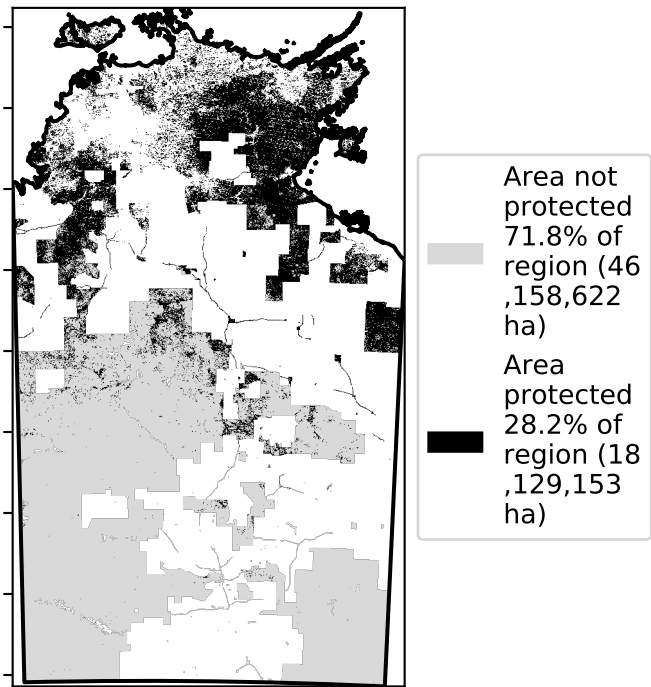 Area not
protected
71.8% of
region (46
,158,622
ha)
Area
protected
28.2% of
region (18
,129,153
ha)